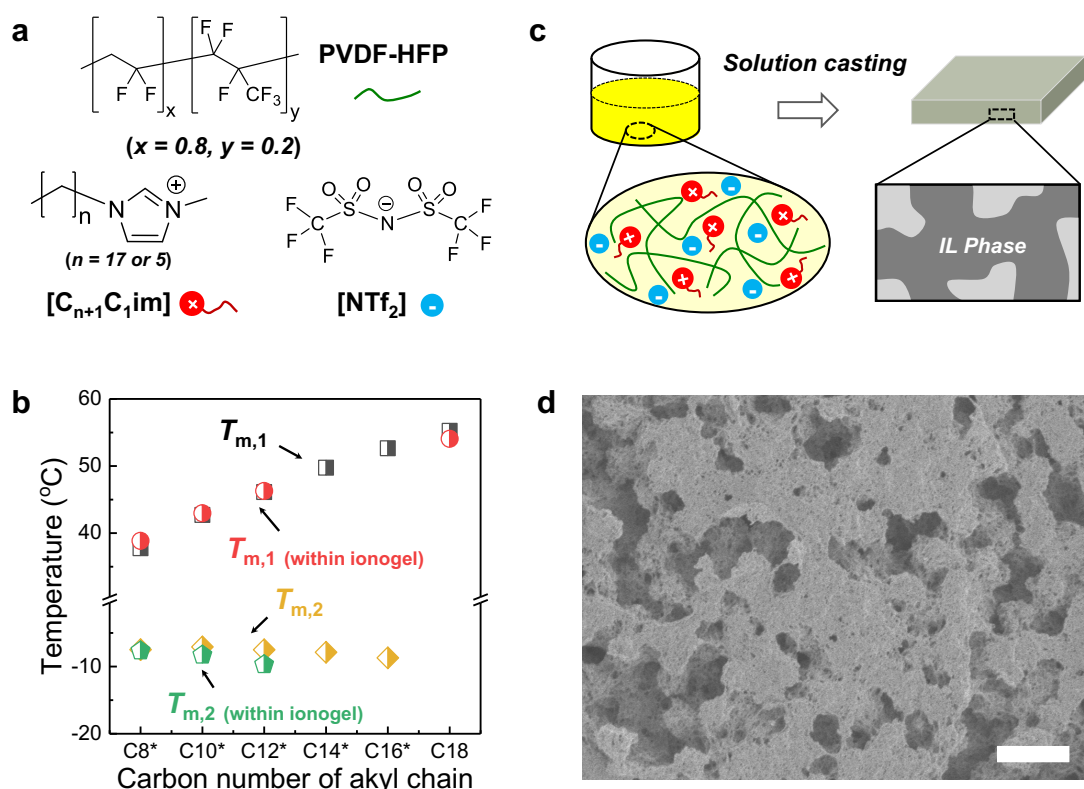 a
F
F
F F
F
CF3
x
y
PVDF-HFP
(x = 0.8, y = 0.2)
n
N
N
⊕
(n = 17 or 5)
[Cn+1C1im]
+
O O
O O
S
S
⊖
N
F
F
F
C
C
F
F
F
[NTf2]
-
c
Solution casting
IL Phase
b
60
50
40
-10
-20
Temperature (ºC)
Tm,1
Tm,1 (within ionogel)
Tm,2
Tm,2 (within ionogel)
C8* C10* C12* C14* C16* C18
Carbon number of akyl chain
d